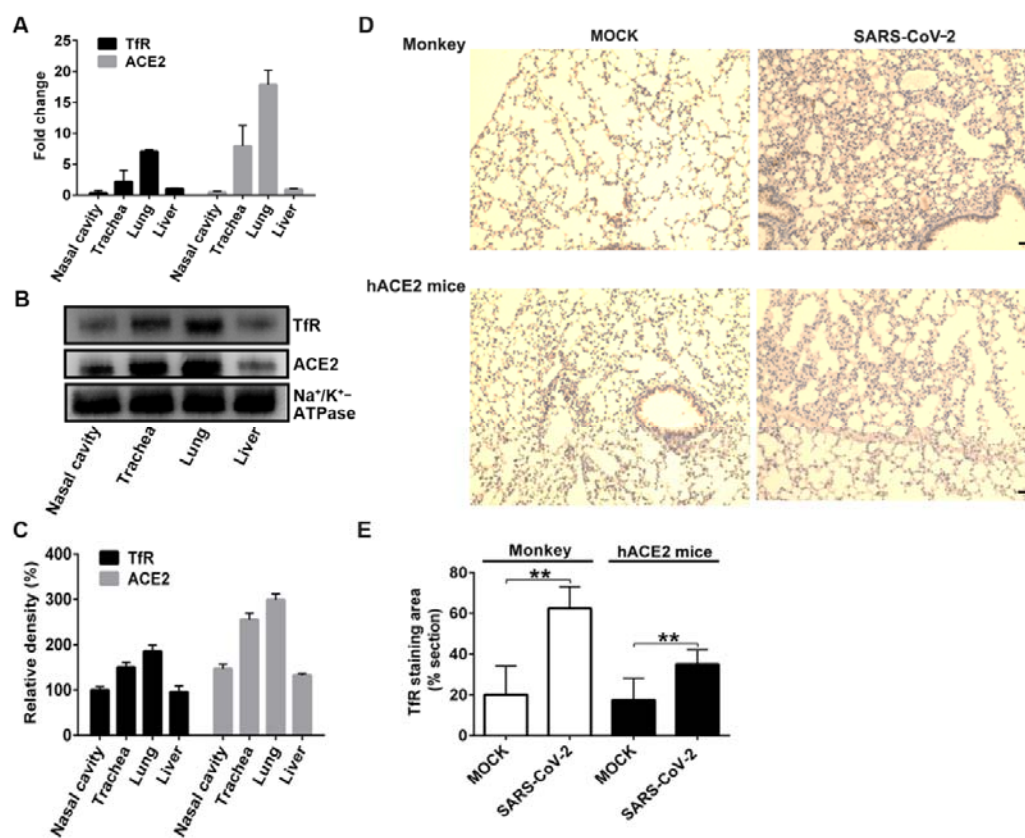 A
TfR
ACE2
Fold change
25
20
15
10
5
0
Nasal cavity
Trachea
Lung
Liver
Nasal cavity
Trachea
Lung
Liver
B
TfR
ACE2
Na⁺/K⁺–
ATPase
Nasal cavity
Trachea
Lung
Liver
C
TfR
ACE2
Relative density (%)
400
300
200
100
0
Nasal cavity
Trachea
Lung
Liver
Nasal cavity
Trachea
Lung
Liver
D
MOCK
SARS-CoV-2
Monkey
hACE2 mice
E
Monkey
hACE2 mice
TfR staining area
(% section)
80
60
40
20
0
**
**
MOCK
SARS-CoV-2
MOCK
SARS-CoV-2